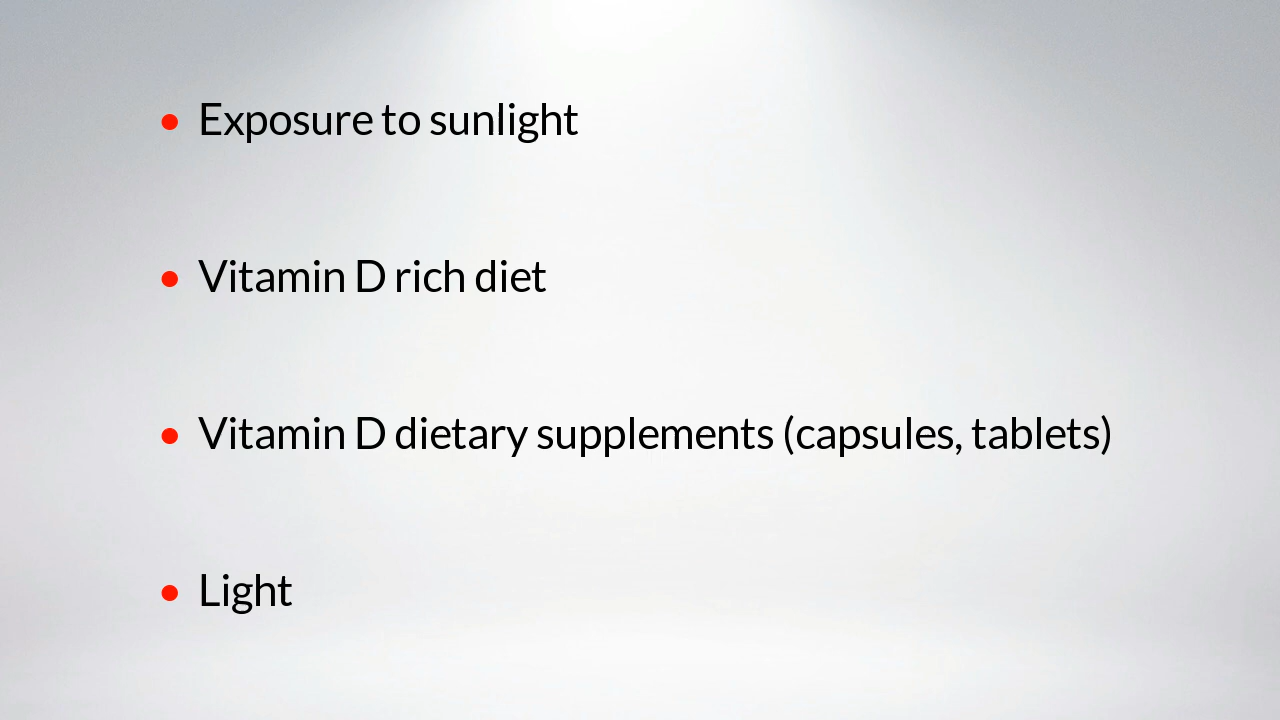 • Exposure to sunlight
• Vitamin D rich diet
• Vitamin D dietary supplements (capsules, tablets)
• Light